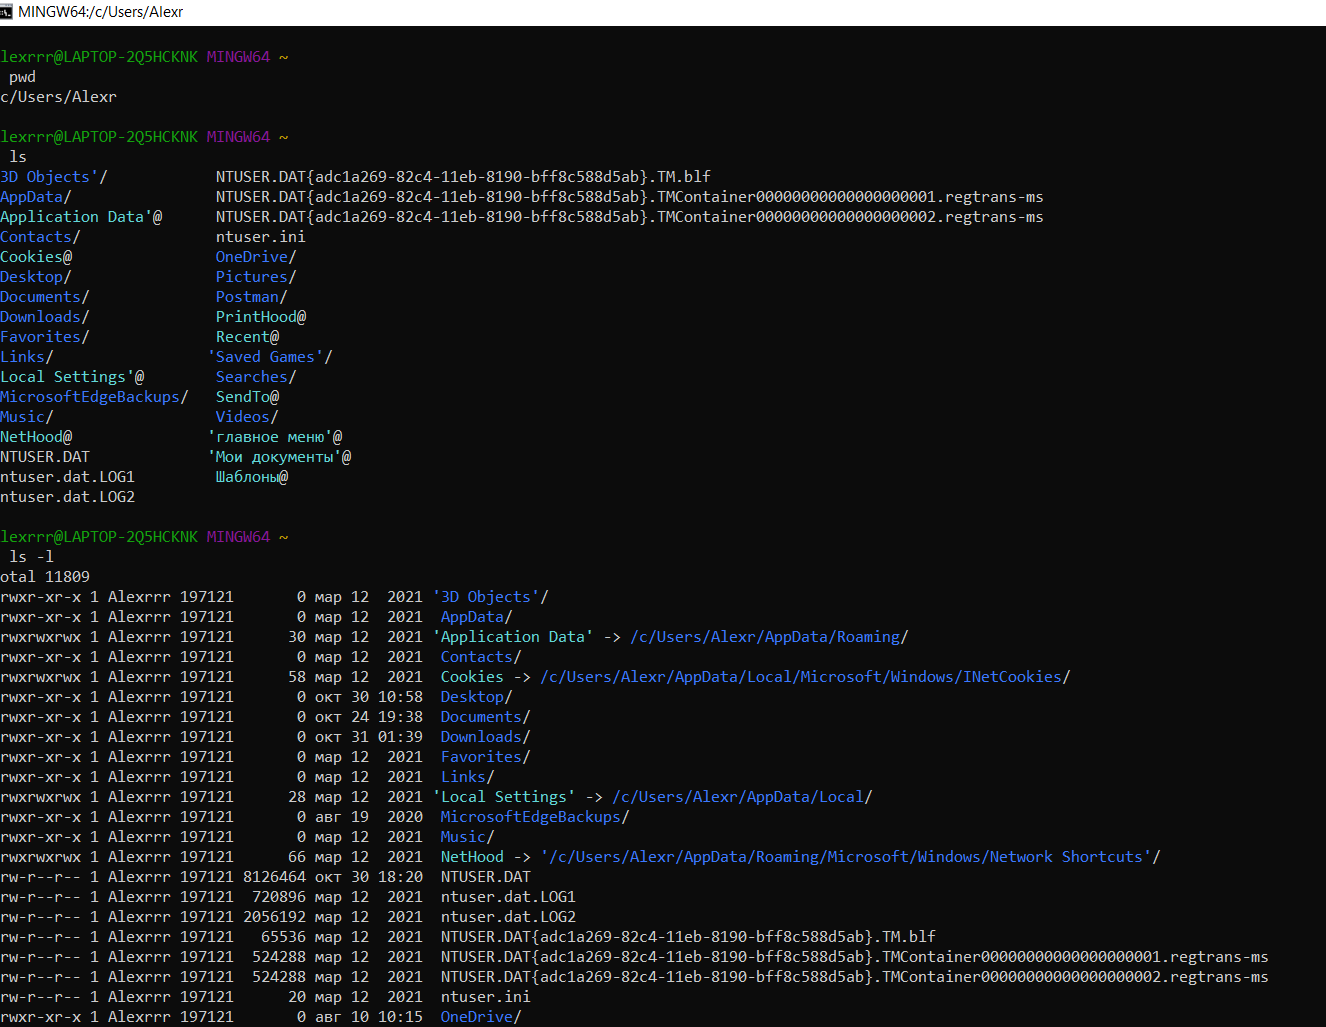 MINGW64:/c/Users/Alexr
lexrrr@LAPTOP-2Q5HCKNK MINGW64 ~
pwd
c/Users/Alexr
lexrrr@LAPTOP-2Q5HCKNK MINGW64 ~
ls
3D Objects'/ NTUSER.DAT{adc1a269-82c4-11eb-8190-bff8c588d5ab}.TM.blf
AppData/ NTUSER.DAT{adc1a269-82c4-11eb-8190-bff8c588d5ab}.TMContainer00000000000000000001.regtrans-ms
Application Data'@ NTUSER.DAT{adc1a269-82c4-11eb-8190-bff8c588d5ab}.TMContainer00000000000000000002.regtrans-ms
Contacts/ ntuser.ini
Cookies@ OneDrive/
Desktop/ Pictures/
Documents/ Postman/
Downloads/ PrintHood@
Favorites/ Recent@
Links/ 'Saved Games'/
Local Settings'@ Searches/
MicrosoftEdgeBackups/ SendTo@
Music/ Videos/
NetHood@ 'главное меню'@
NTUSER.DAT 'Мои документы'@
ntuser.dat.LOG1 Шаблоны@
ntuser.dat.LOG2
lexrrr@LAPTOP-2Q5HCKNK MINGW64 ~
ls -l
otal 11809
rwxr-xr-x 1 Alexrrr 197121 0 мар 12 2021 '3D Objects'/
rwxr-xr-x 1 Alexrrr 197121 0 мар 12 2021 AppData/
rwxrwxrwx 1 Alexrrr 197121 30 мар 12 2021 'Application Data' -> /c/Users/Alexr/AppData/Roaming/
rwxr-xr-x 1 Alexrrr 197121 0 мар 12 2021 Contacts/
rwxrwxrwx 1 Alexrrr 197121 58 мар 12 2021 Cookies -> /c/Users/Alexr/AppData/Local/Microsoft/Windows/INetCookies/
rwxr-xr-x 1 Alexrrr 197121 0 окт 30 10:58 Desktop/
rwxr-xr-x 1 Alexrrr 197121 0 окт 24 19:38 Documents/
rwxr-xr-x 1 Alexrrr 197121 0 окт 31 01:39 Downloads/
rwxr-xr-x 1 Alexrrr 197121 0 мар 12 2021 Favorites/
rwxr-xr-x 1 Alexrrr 197121 0 мар 12 2021 Links/
rwxrwxrwx 1 Alexrrr 197121 28 мар 12 2021 'Local Settings' -> /c/Users/Alexr/AppData/Local/
rwxr-xr-x 1 Alexrrr 197121 0 авг 19 2020 MicrosoftEdgeBackups/
rwxr-xr-x 1 Alexrrr 197121 0 мар 12 2021 Music/
rwxrwxrwx 1 Alexrrr 197121 66 мар 12 2021 NetHood -> '/c/Users/Alexr/AppData/Roaming/Microsoft/Windows/Network Shortcuts'/
rw-r--r-- 1 Alexrrr 197121 8126464 окт 30 18:20 NTUSER.DAT
rw-r--r-- 1 Alexrrr 197121 720896 мар 12 2021 ntuser.dat.LOG1
rw-r--r-- 1 Alexrrr 197121 2056192 мар 12 2021 ntuser.dat.LOG2
rw-r--r-- 1 Alexrrr 197121 65536 мар 12 2021 NTUSER.DAT{adc1a269-82c4-11eb-8190-bff8c588d5ab}.TM.blf
rw-r--r-- 1 Alexrrr 197121 524288 мар 12 2021 NTUSER.DAT{adc1a269-82c4-11eb-8190-bff8c588d5ab}.TMContainer00000000000000000001.regtrans-ms
rw-r--r-- 1 Alexrrr 197121 524288 мар 12 2021 NTUSER.DAT{adc1a269-82c4-11eb-8190-bff8c588d5ab}.TMContainer00000000000000000002.regtrans-ms
rw-r--r-- 1 Alexrrr 197121 20 мар 12 2021 ntuser.ini
rwxr-xr-x 1 Alexrrr 197121 0 авг 10 10:15 OneDrive/